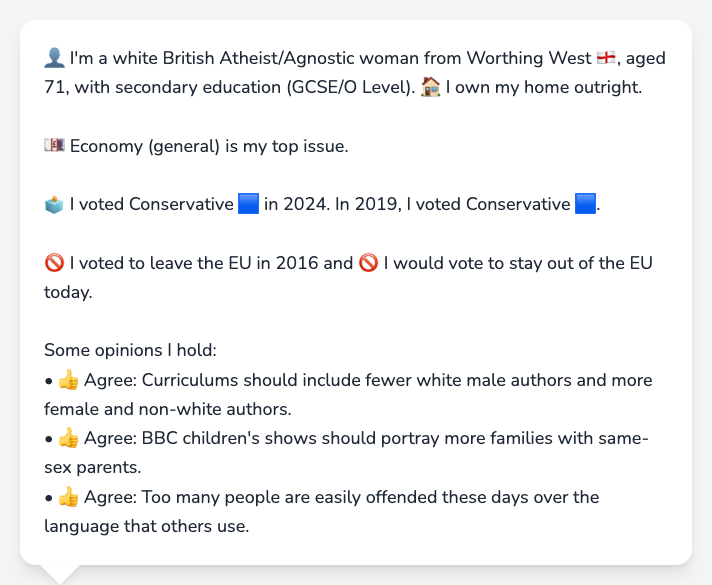 👤 I'm a white British Atheist/Agnostic woman from Worthing West 🏴󠁧󠁢󠁥󠁮󠁧󠁿, aged
71, with secondary education (GCSE/O Level). 🏠 I own my home outright.
💷 Economy (general) is my top issue.
🗳️ I voted Conservative 🟦 in 2024. In 2019, I voted Conservative 🟦.
🚫 I voted to leave the EU in 2016 and 🚫 I would vote to stay out of the EU
today.
Some opinions I hold:
• 👍 Agree: Curriculums should include fewer white male authors and more
female and non-white authors.
• 👍 Agree: BBC children's shows should portray more families with same-
sex parents.
• 👍 Agree: Too many people are easily offended these days over the
language that others use.